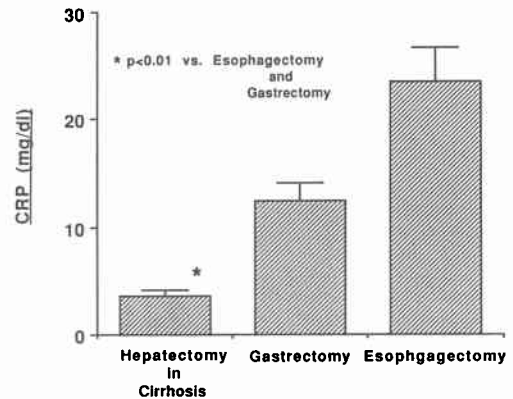 30
* p<0.01 vs. Esophagectomy
and
Gastrectomy
20
CRP (mg/dl)
10
*
0
Hepatectomy
in
Cirrhosis
Gastrectomy
Esophgagectomy